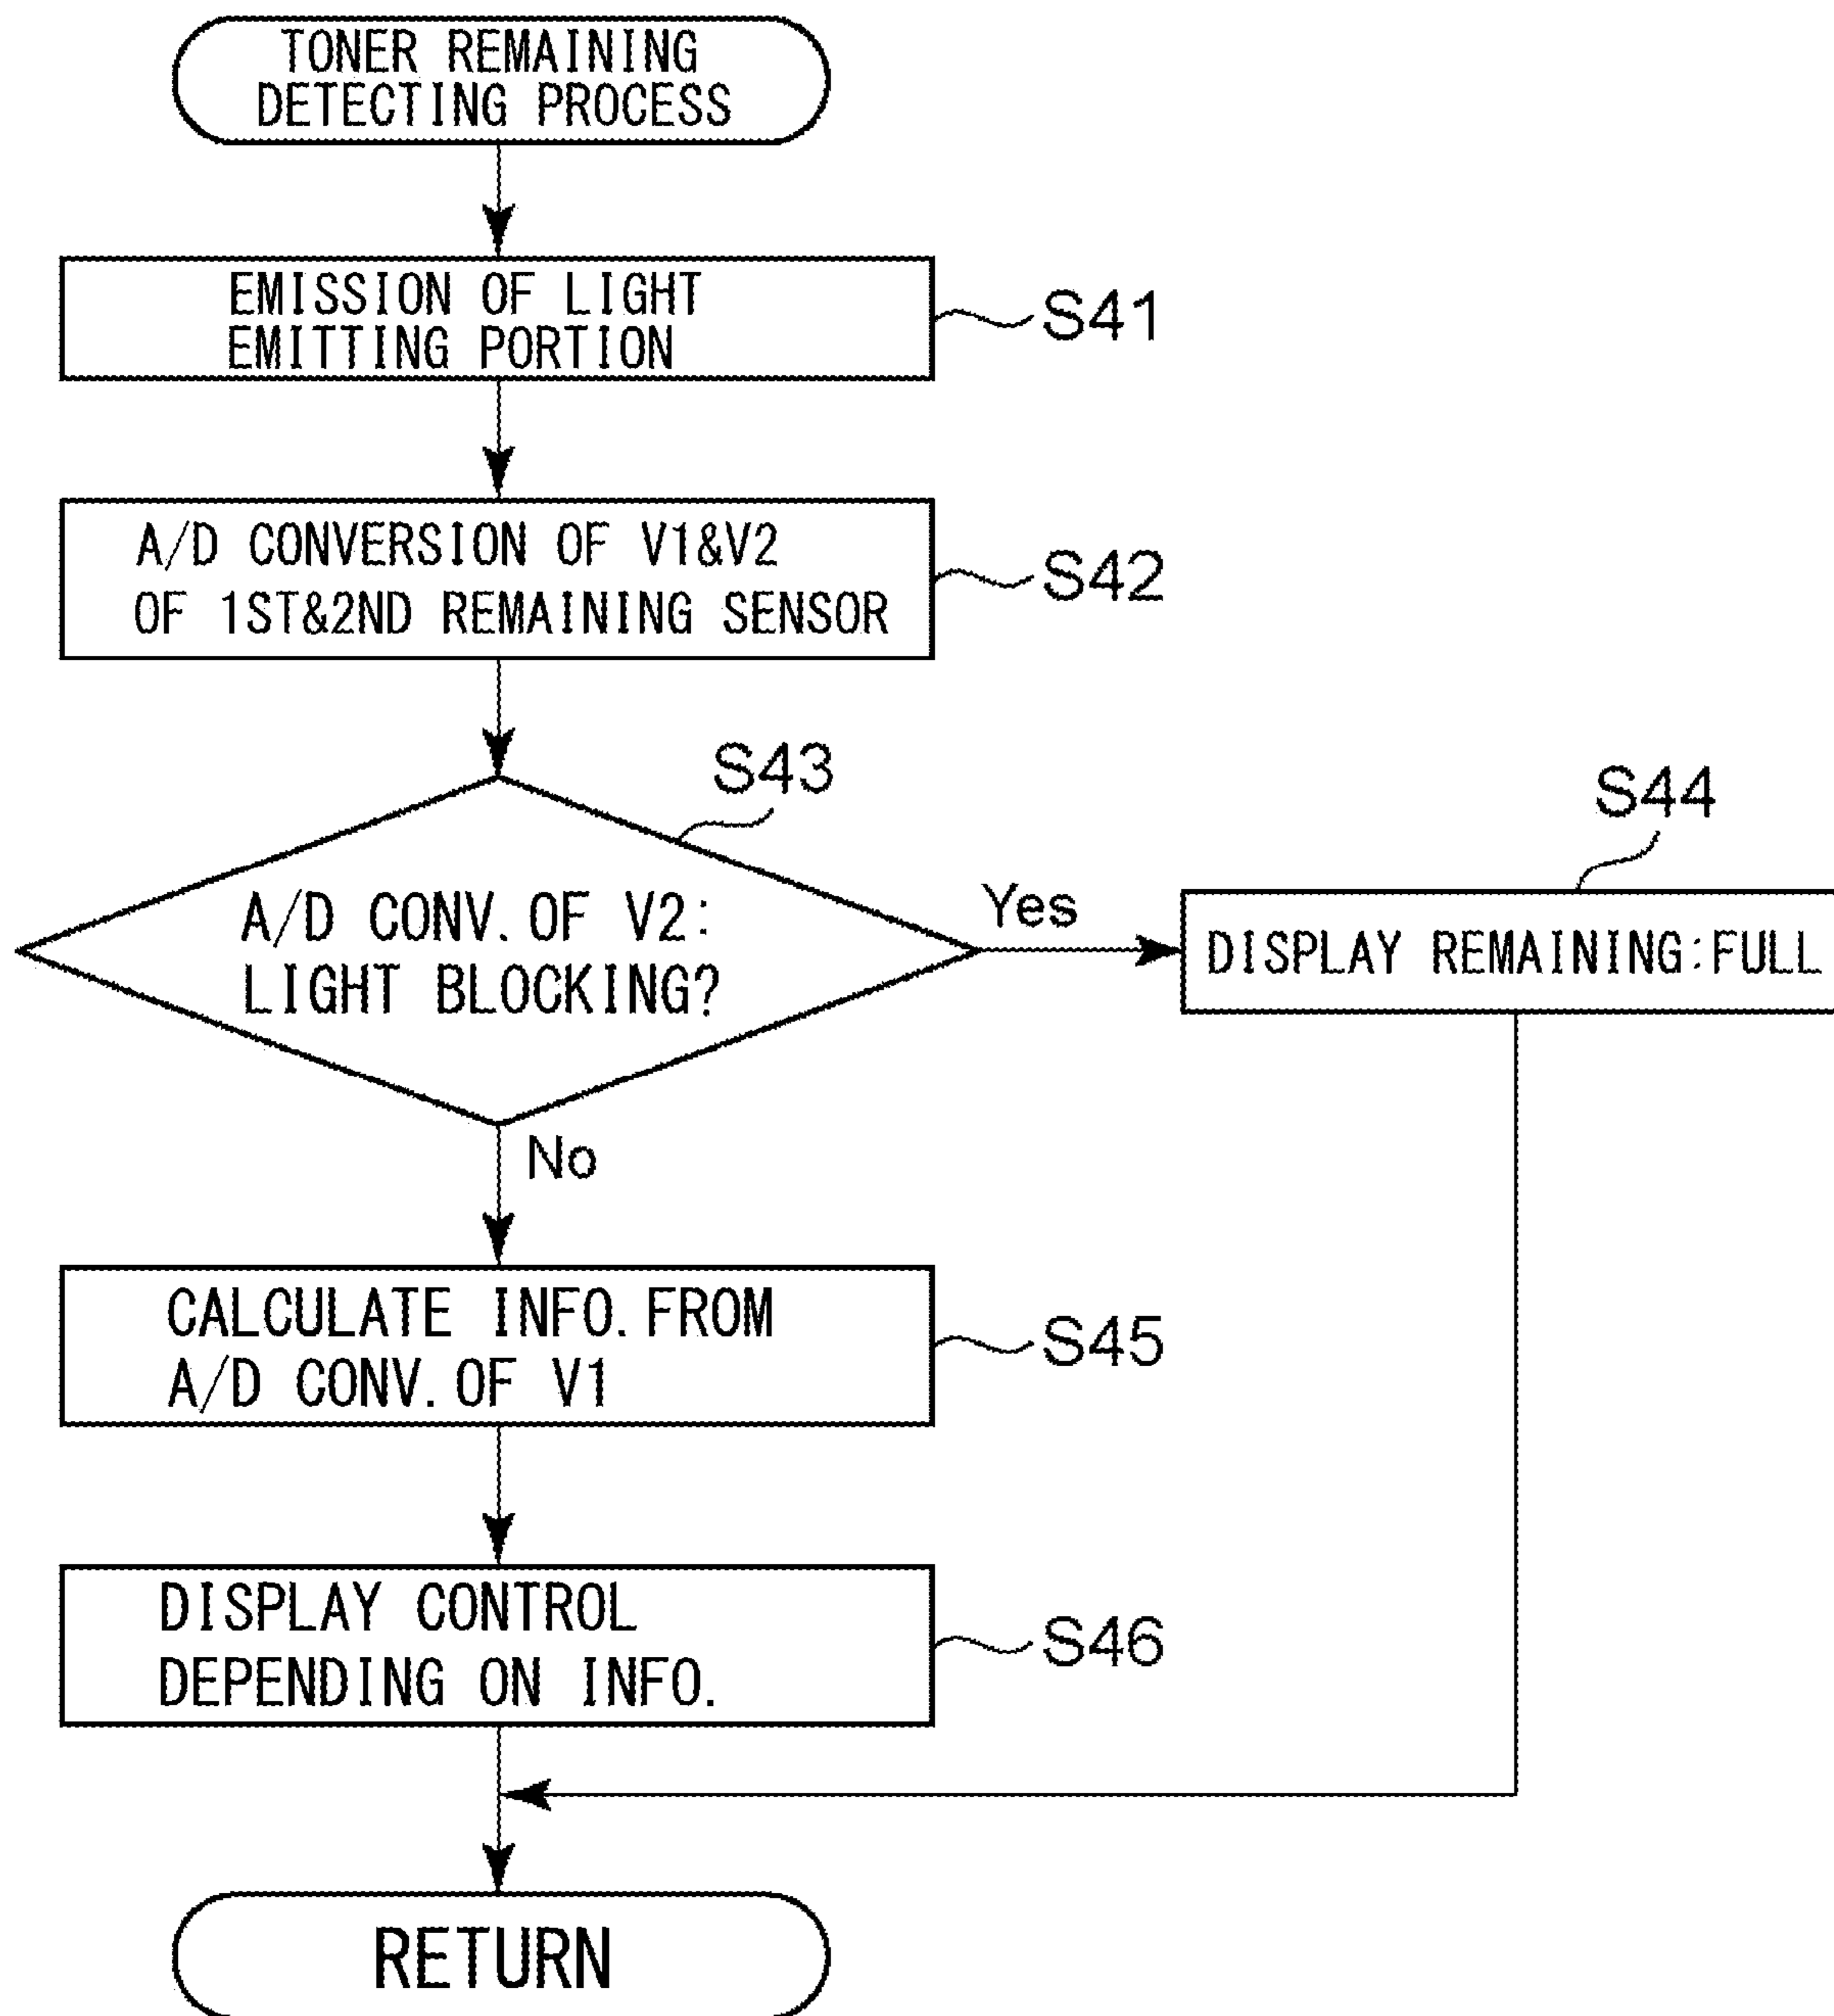 TONER REMAINING
DETECTING PROCESS
EMISSION OF LIGHT
EMITTING PORTION
S41
A/D CONVERSION OF V1&V2
OF 1ST&2ND REMAINING SENSOR
S42
S43
A/D CONV. OF V2:
LIGHT BLOCKING?
Yes
S44
DISPLAY REMAINING:FULL
No
CALCULATE INFO. FROM
A/D CONV. OF V1
S45
DISPLAY CONTROL
DEPENDING ON INFO.
S46
RETURN